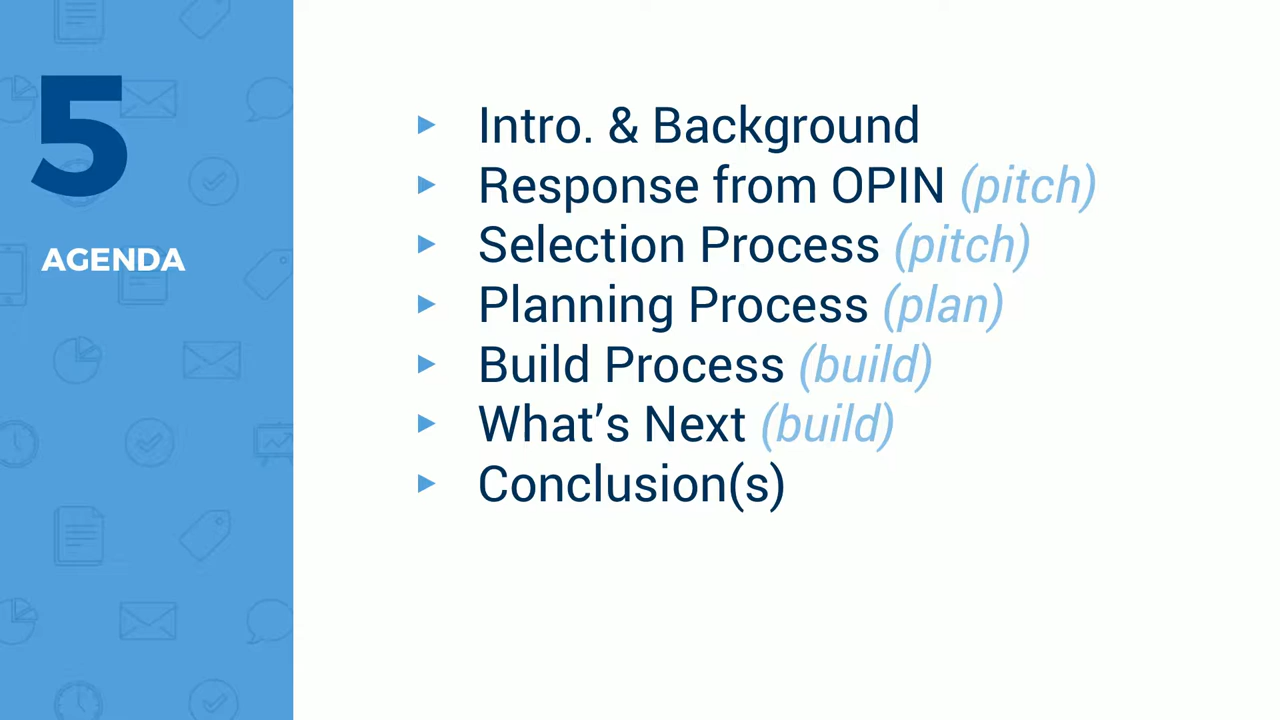 5
AGENDA
Intro. & Background
Response from OPIN (pitch)
Selection Process (pitch)
Planning Process (plan)
Build Process (build)
What’s Next (build)
Conclusion(s)